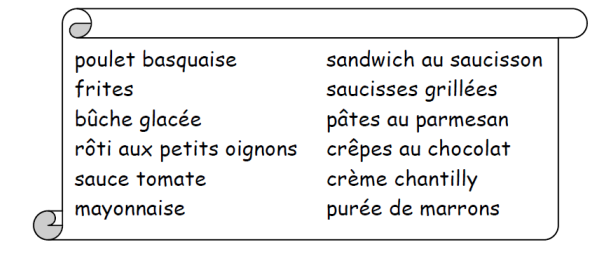 poulet basquaise
frites
bûche glacée
rôti aux petits oignons
sauce tomate
mayonnaise
sandwich au saucisson
saucisses grillées
pâtes au parmesan
crêpes au chocolat
crème chantilly
purée de marrons